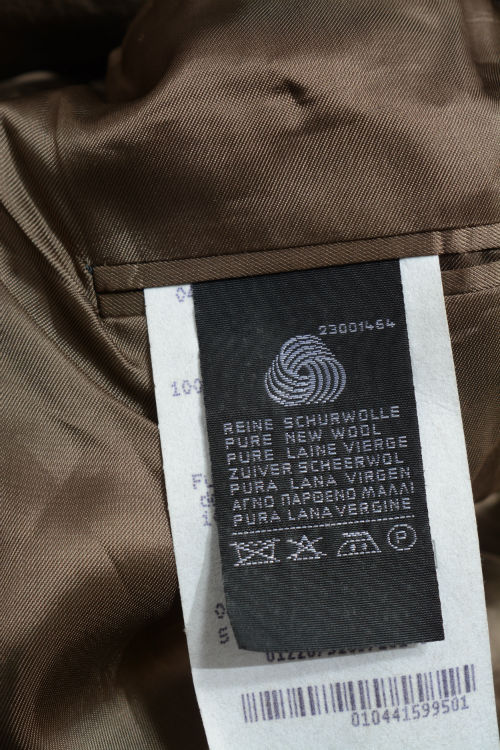 23001464
REINE SCHURWOLLE
PURE NEW WOOL
PURE LAINE VIERGE
ZUIVER SCHEERWOL
PURA LANA VIRGEN
ΑΓΝΟ ΠΑΡΘΕΝΟ ΜΑΛΛΙ
PURA LANA VERGINE
P
100
010441599501